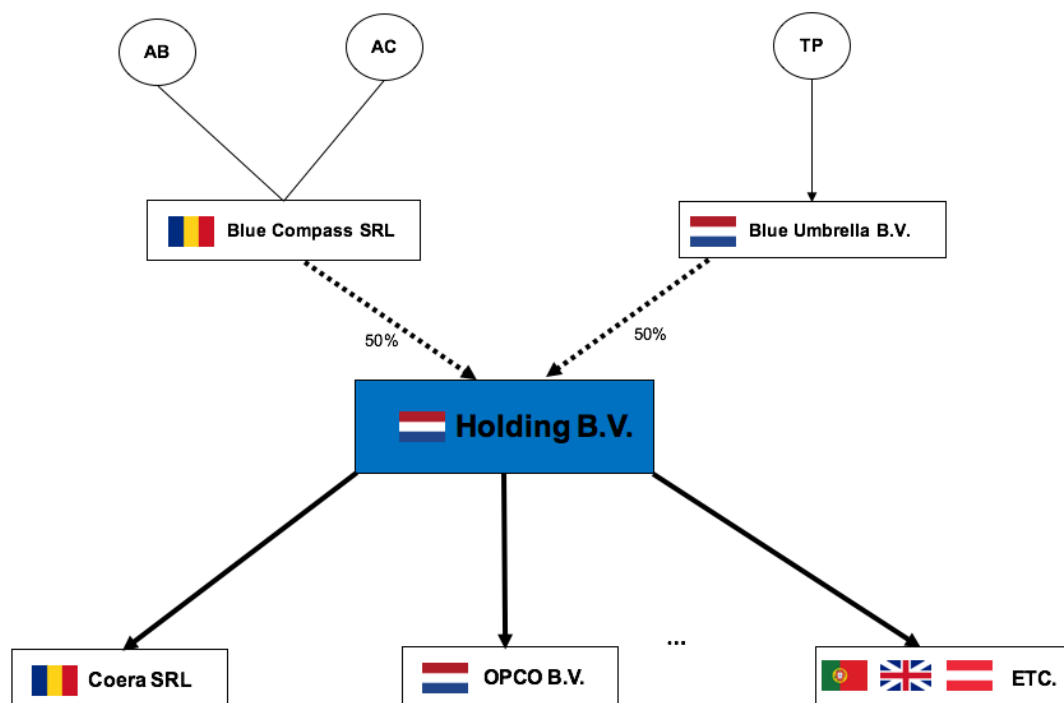 AB
AC
TP
Blue Compass SRL
Blue Umbrella B.V.
50%
50%
Holding B.V.
...
Coera SRL
OPCO B.V.
ETC.